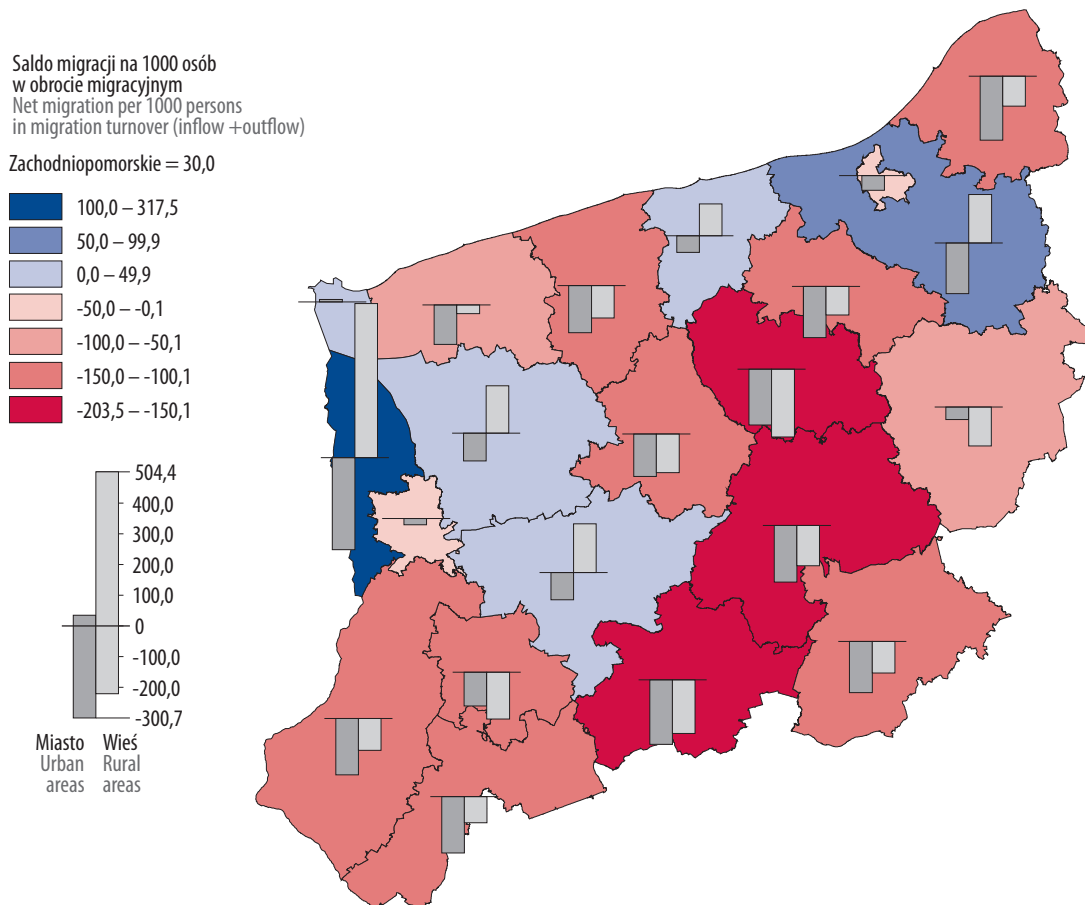 Saldo migracji na 1000 osób
w obrocie migracyjnym
Net migration per 1000 persons
in migration turnover (inflow +outflow)
Zachodniopomorskie = 30,0
100,0 – 317,5
50,0 – 99,9
0,0 – 49,9
-50,0 – -0,1
-100,0 – -50,1
-150,0 – -100,1
-203,5 – -150,1
504,4
400,0
300,0
200,0
100,0
0
-100,0
-200,0
-300,7
Miasto Wieś
Urban Rural
areas areas